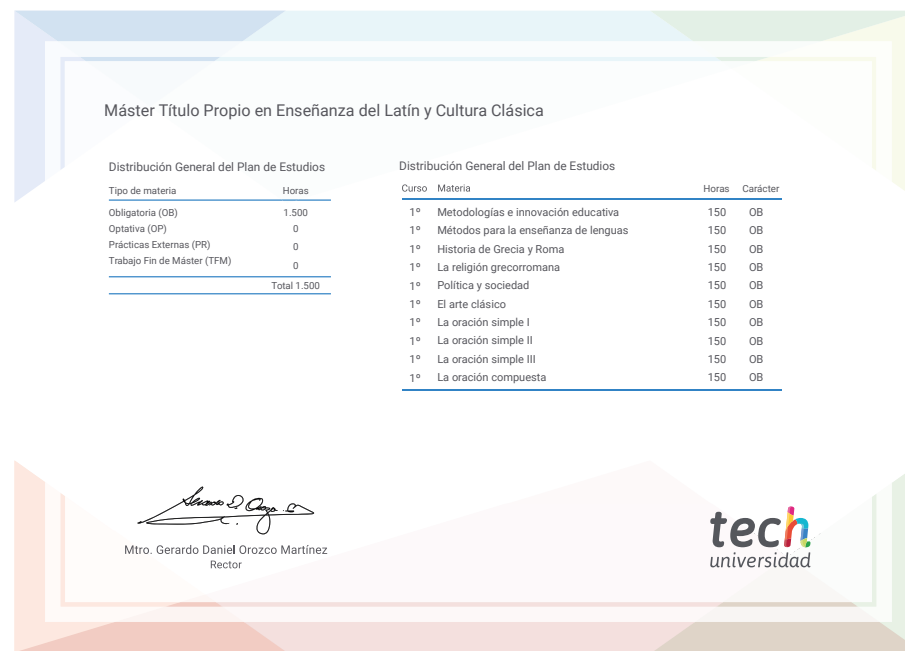 Máster Título Propio en Enseñanza del Latín y Cultura Clásica
Distribución General del Plan de Estudios
Tipo de materia Horas
Obligatoria (OB) 1.500
Optativa (OP) 0
Prácticas Externas (PR) 0
Trabajo Fin de Máster (TFM) 0
Total 1.500
Distribución General del Plan de Estudios
Curso Materia Horas Carácter
1º Metodologías e innovación educativa 150 OB
1º Métodos para la enseñanza de lenguas 150 OB
1º Historia de Grecia y Roma 150 OB
1º La religión grecorromana 150 OB
1º Política y sociedad 150 OB
1º El arte clásico 150 OB
1º La oración simple I 150 OB
1º La oración simple II 150 OB
1º La oración simple III 150 OB
1º La oración compuesta 150 OB
Mtro. Gerardo Daniel Orozco Martínez
Rector
tech
universidad